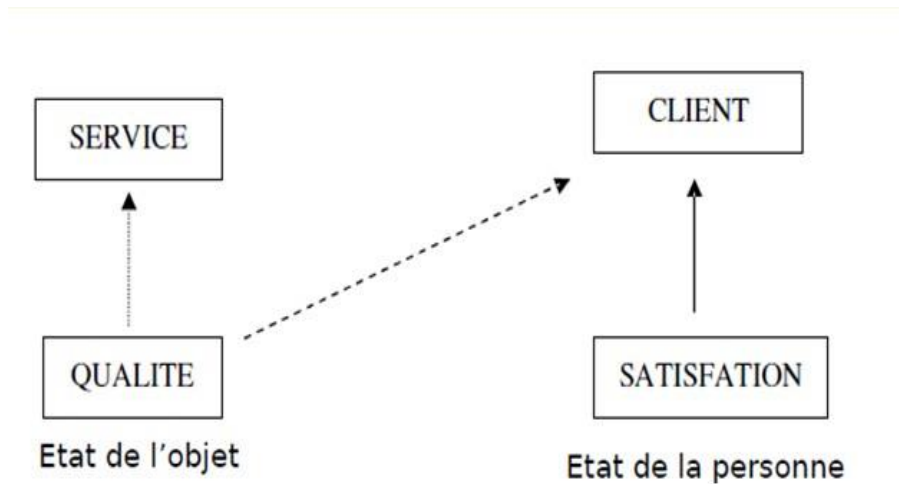 SERVICE
CLIENT
QUALITE
SATISFATION
Etat de l'objet
Etat de la personne